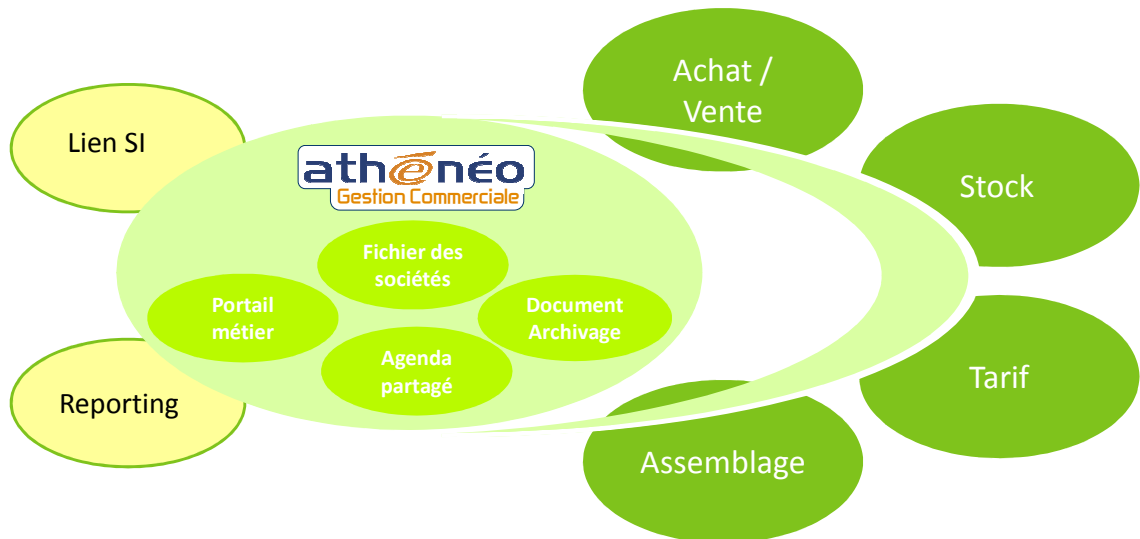 Achat /
Vente
Lien SI
athénéo
Gestion Commerciale
Stock
Fichier des
sociétés
Portail
métier
Document
Archivage
Agenda
partagé
Tarif
Reporting
Assemblage